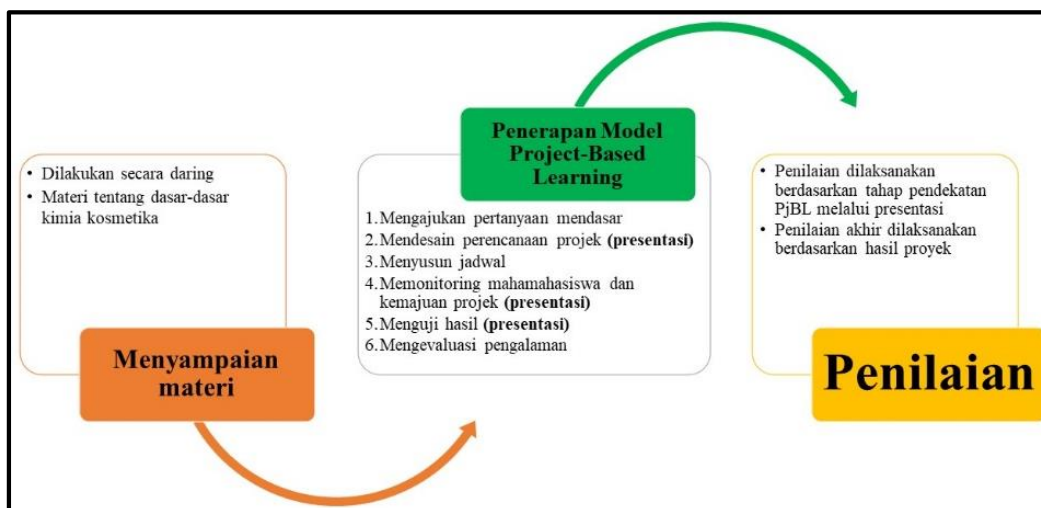 • Dilakukan secara daring
• Materi tentang dasar-dasar
kimia kosmetika
Menyampaian
materi
Penerapan Model
Project-Based
Learning
1. Mengajukan pertanyaan mendasar
2. Mendesain perencanaan projek (presentasi)
3. Menyusun jadwal
4. Memonitoring mahamahasiswa dan
kemajuan projek (presentasi)
5. Menguji hasil (presentasi)
6. Mengevaluasi pengalaman
• Penilaian dilaksanakan
berdasarkan tahap pendekatan
PjBL melalui presentasi
• Penilaian akhir dilaksanakan
berdasarkan hasil proyek
Penilaian